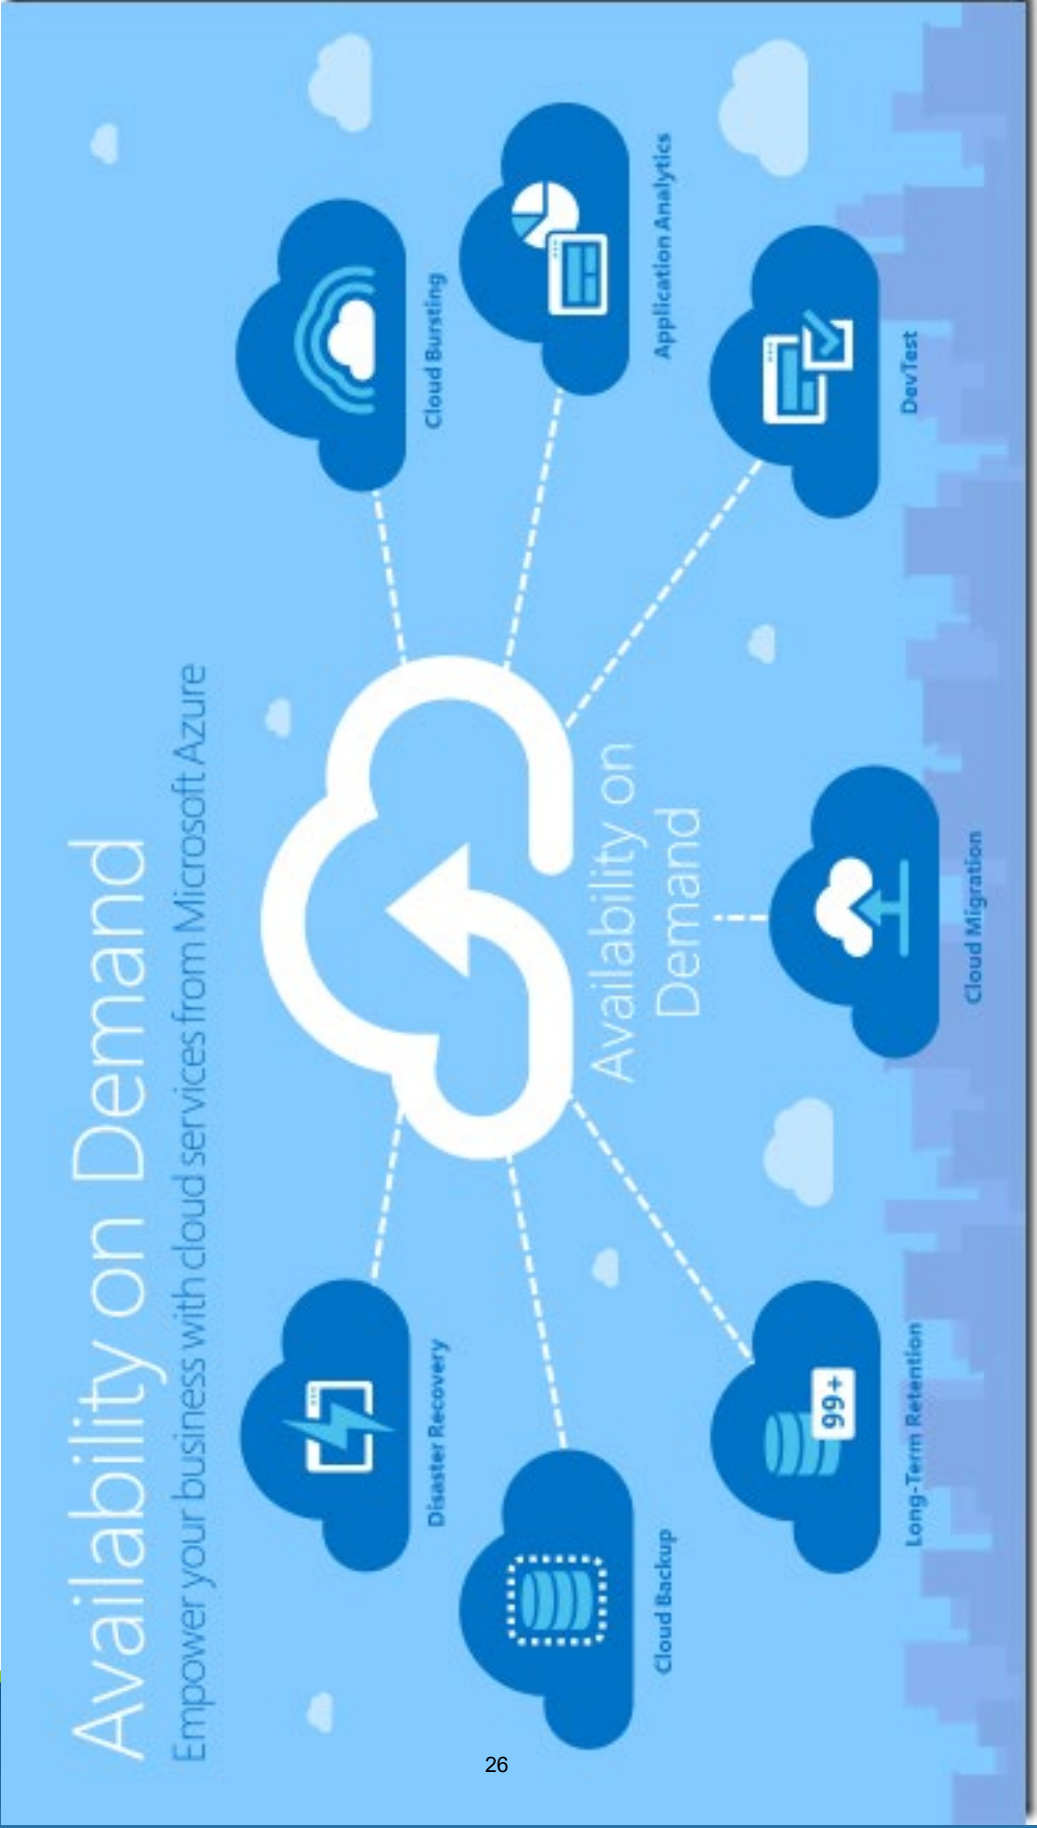 Availability on Demand
Empower your business with cloud services from Microsoft Azure
Disaster Recovery
Cloud Bursting
Cloud Backup
Application Analytics
Availability on
Demand
99+
Long-Term Retention
DevTest
Cloud Migration
26